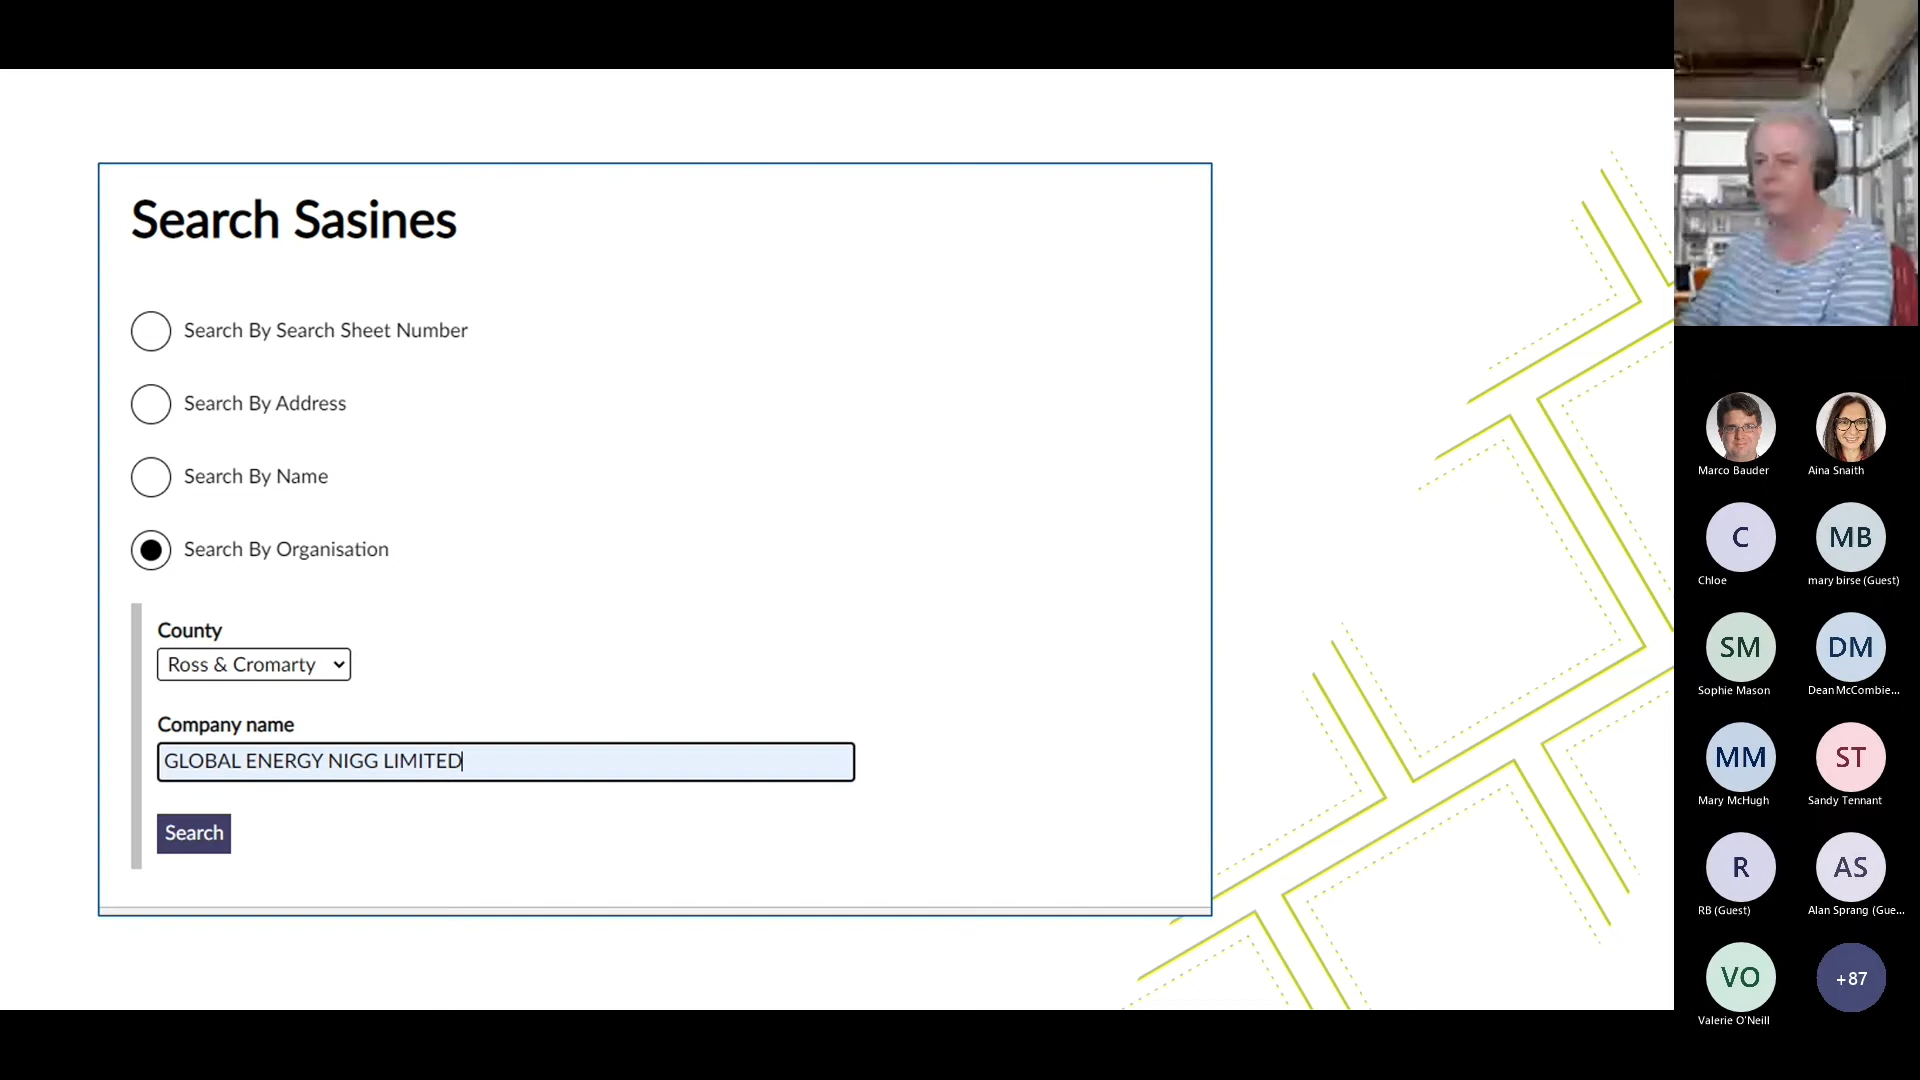 Search Sasines
Search By Search Sheet Number
Search By Address
Search By Name
Search By Organisation
County
Ross & Cromarty
Company name
GLOBAL ENERGY NIGG LIMITED
Search
Marco Bauder
Aina Snaith
C
Chloe
MB
mary birse (Guest)
SM
Sophie Mason
DM
Dean McCombie...
MM
Mary McHugh
ST
Sandy Tennant
R
RB (Guest)
AS
Alan Sprang (Gue...
VO
Valerie O'Neill
+87